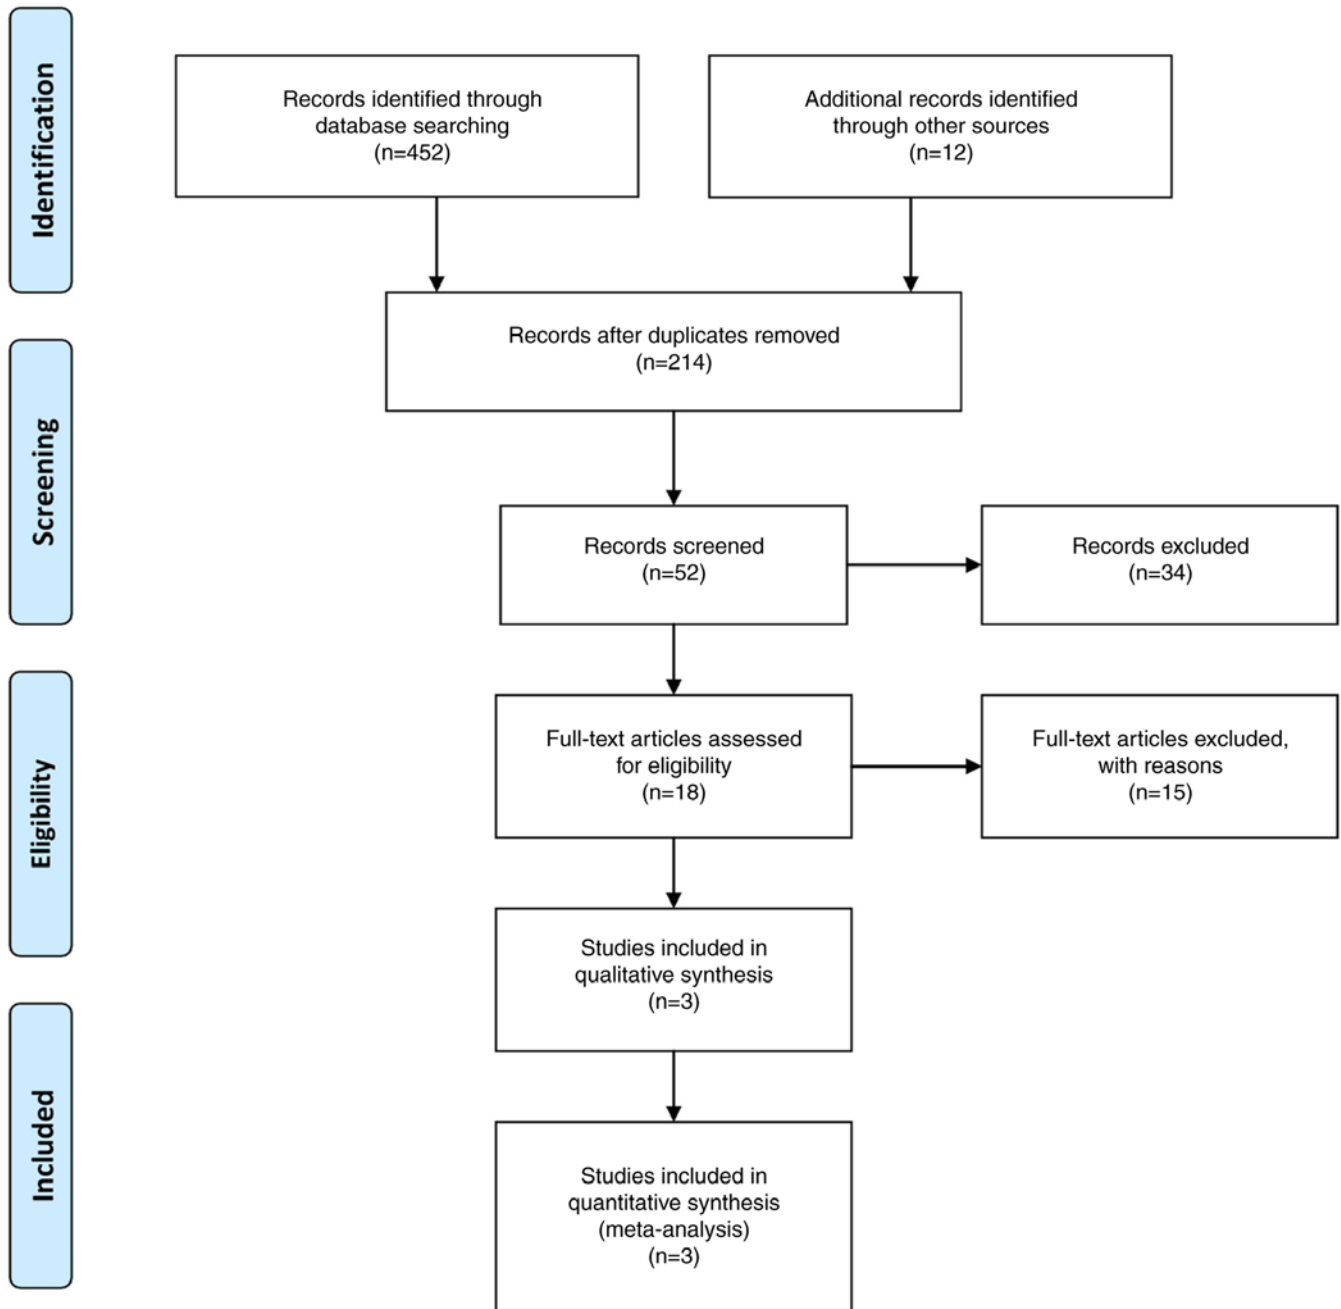 Identification
Records identified through
database searching
(n=452)
Additional records identified
through other sources
(n=12)
Records after duplicates removed
(n=214)
Screening
Records screened
(n=52)
Records excluded
(n=34)
Eligibility
Full-text articles assessed
for eligibility
(n=18)
Full-text articles excluded,
with reasons
(n=15)
Studies included in
qualitative synthesis
(n=3)
Included
Studies included in
quantitative synthesis
(meta-analysis)
(n=3)